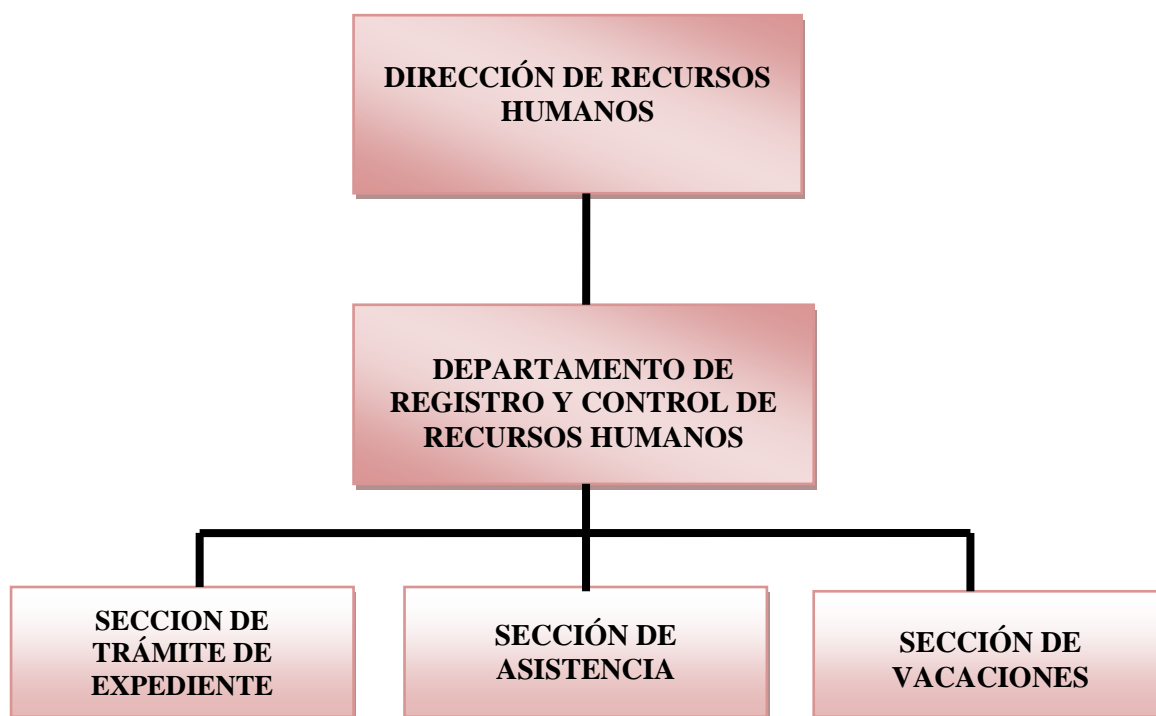 DIRECCIÓN DE RECURSOS
HUMANOS
DEPARTAMENTO DE
REGISTRO Y CONTROL DE
RECURSOS HUMANOS
SECCION DE
TRÁMITE DE
EXPEDIENTE
SECCIÓN DE
ASISTENCIA
SECCIÓN DE
VACACIONES